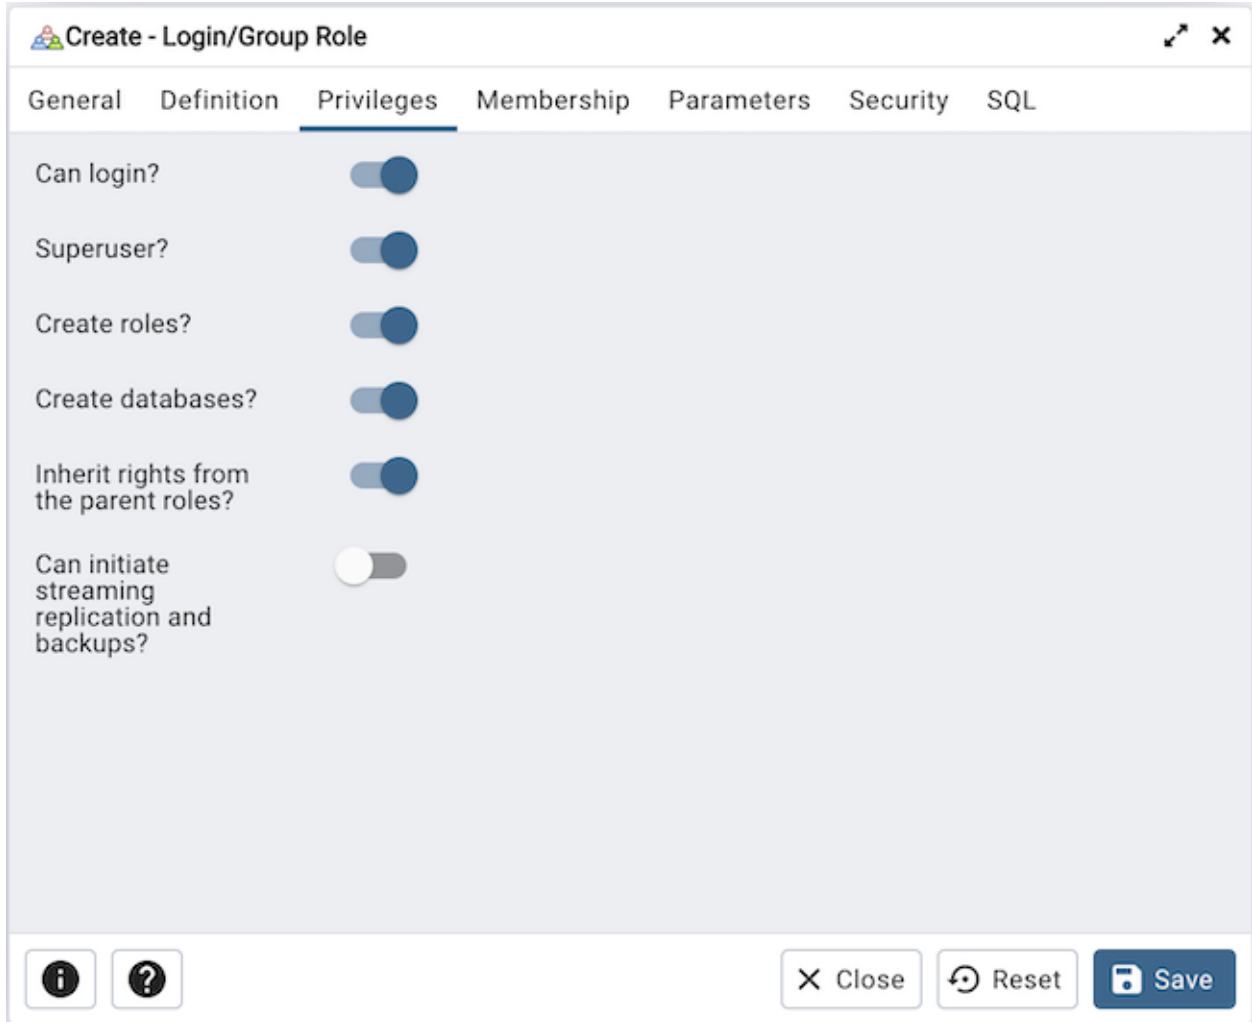 Create - Login/Group Role
General Definition Privileges Membership Parameters Security SQL
Can login?
Superuser?
Create roles?
Create databases?
Inherit rights from
the parent roles?
Can initiate
streaming
replication and
backups?
Close Reset Save